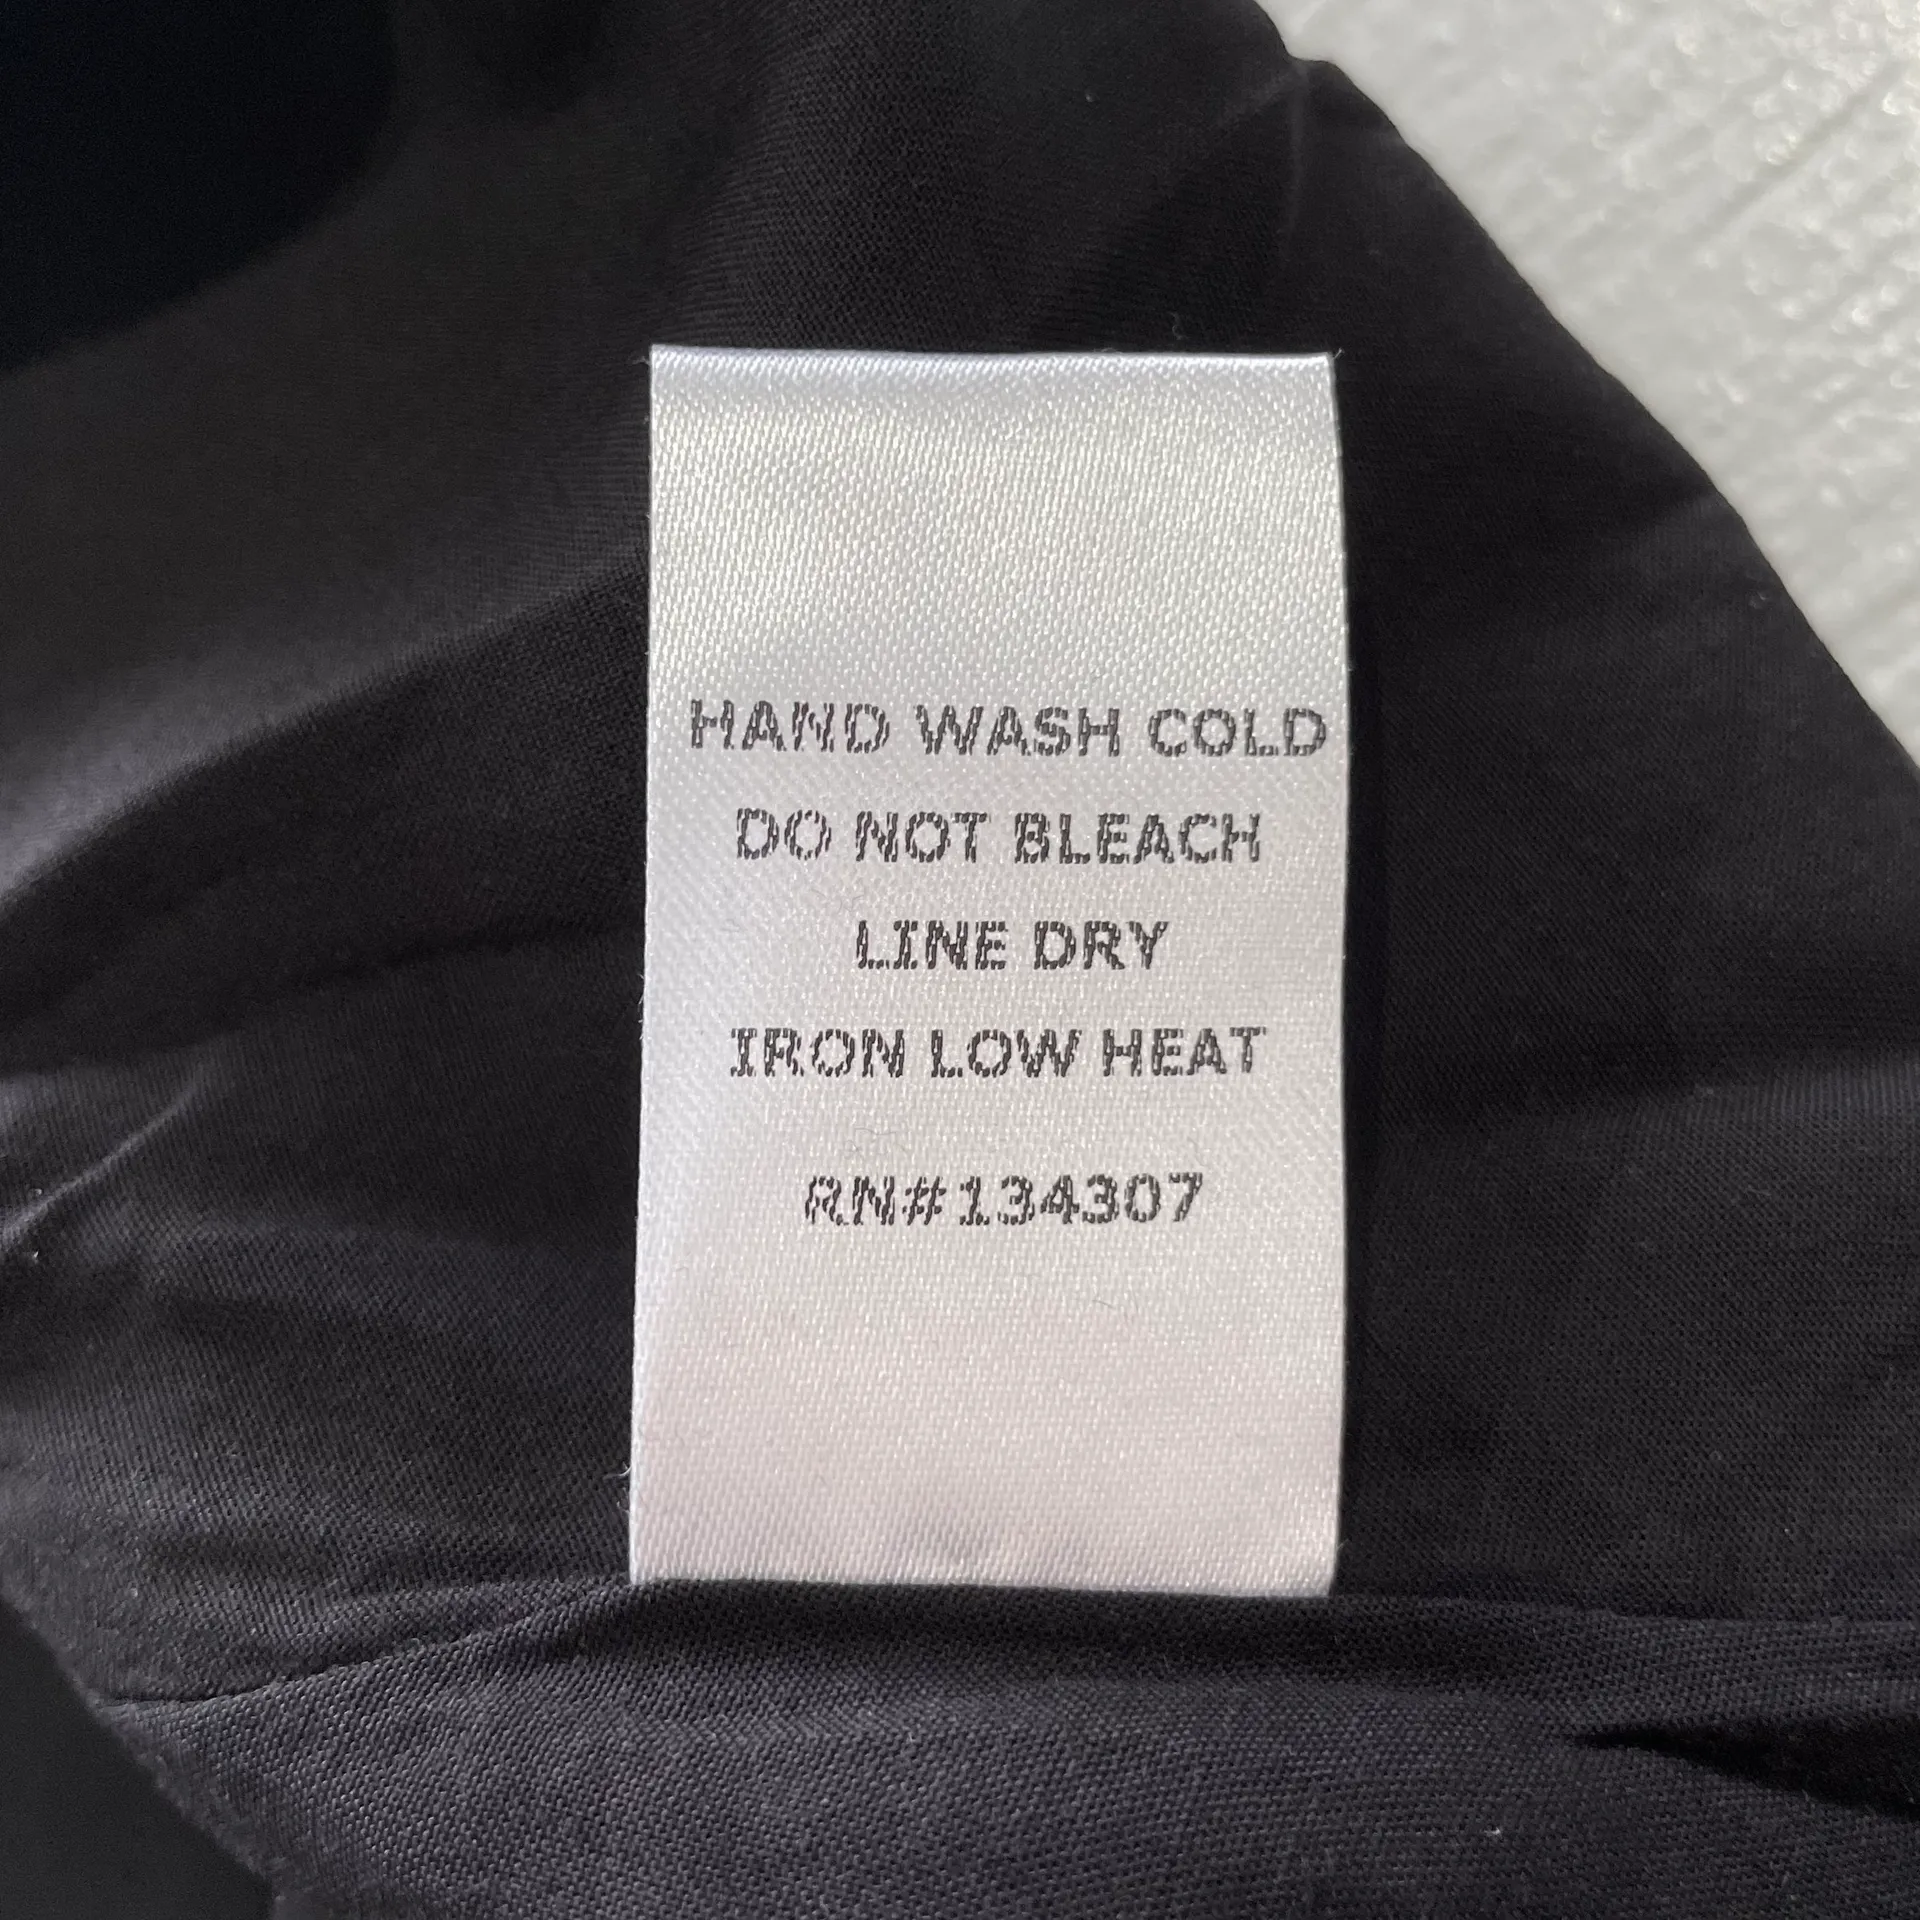 HAND WASH COLD
DO NOT BLEACH
LINE DRY
IRON LOW HEAT
RN#134307